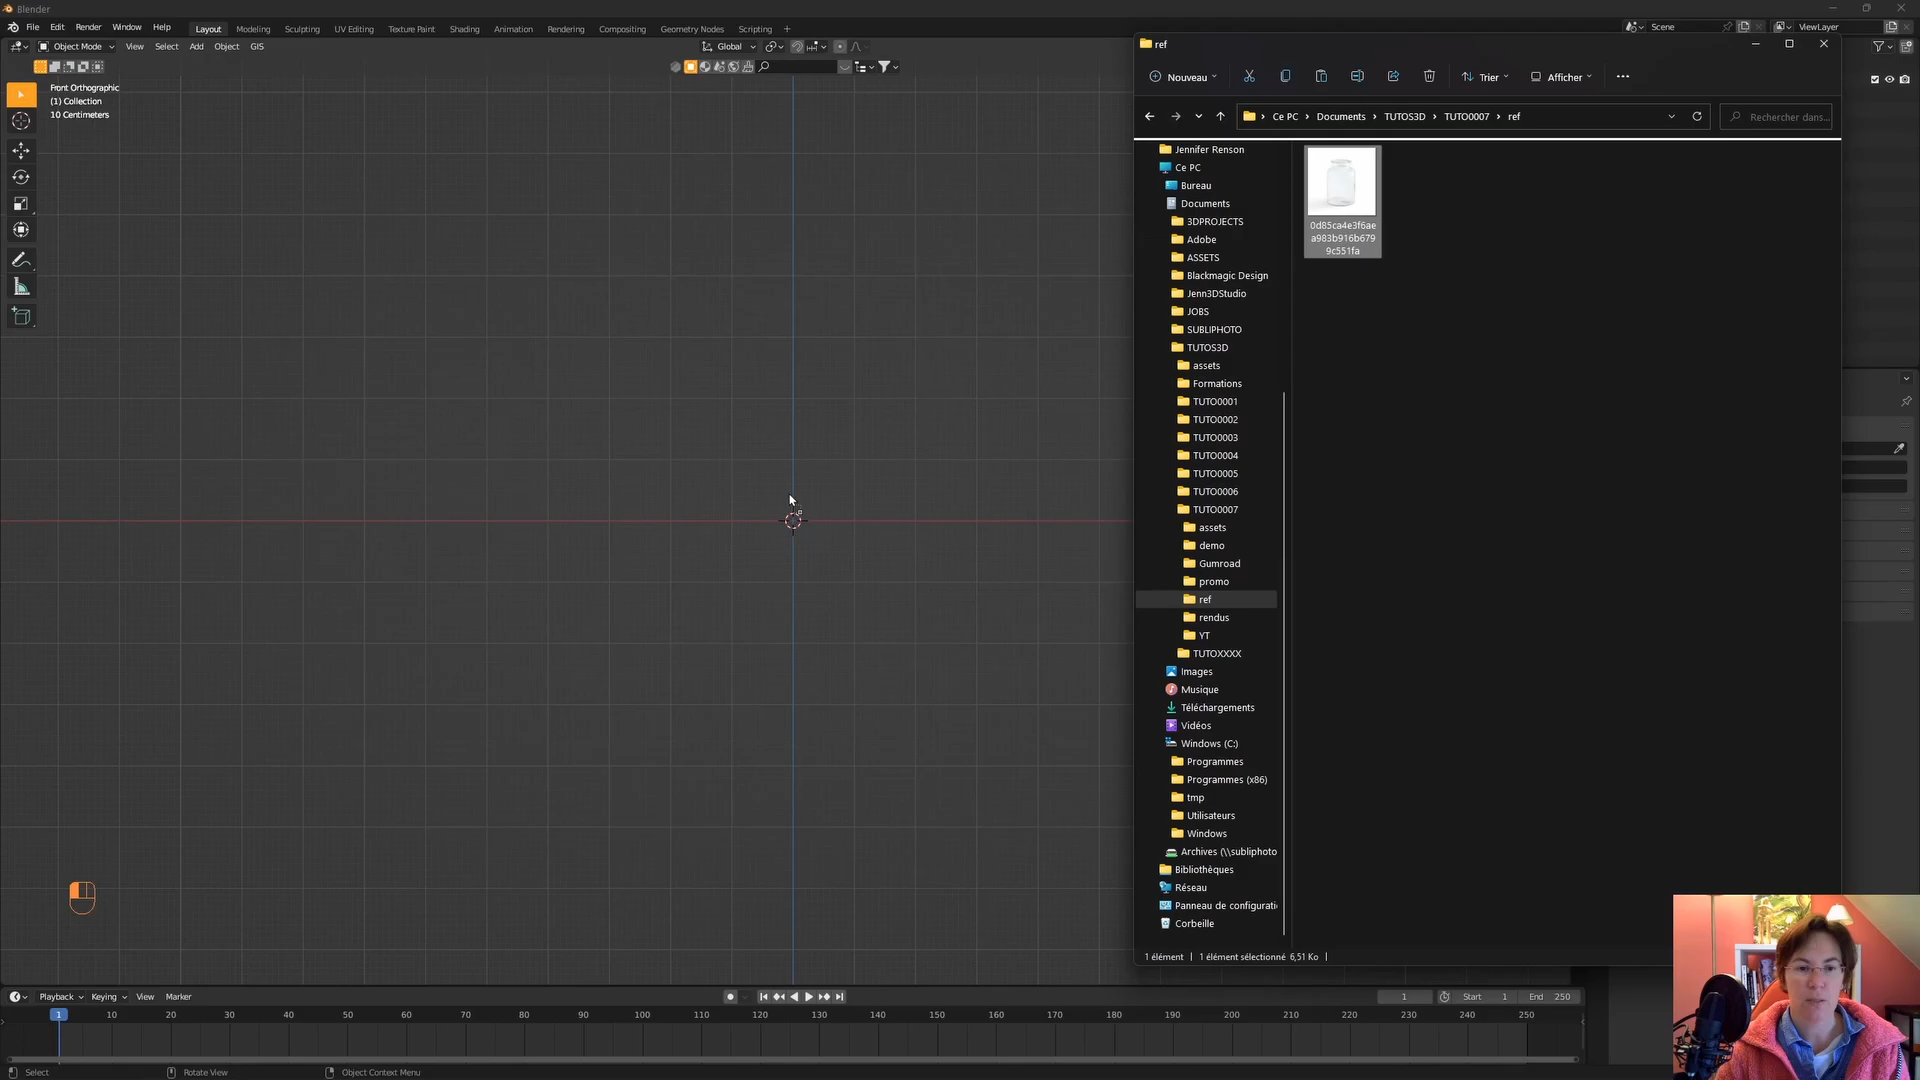 Blender
File Edit Render Window Help
Layout Modeling Sculpting UV Editing Texture Paint Shading Animation Rendering Compositing Geometry Nodes Scripting +
Scene
ViewLayer
Object Mode View Select Add Object GIS
Global
Front Orthographic
(1) Collection
10 Centimeters
ref
Nouveau
Trier
Afficher
Ce PC › Documents › TUTOS3D › TUTO0007 › ref
Rechercher dans...
Jennifer Renson
Ce PC
Bureau
Documents
3DPROJECTS
Adobe
ASSETS
Blackmagic Design
Jenn3DStudio
JOBS
SUBLIPHOTO
TUTOS3D
assets
Formations
TUTO0001
TUTO0002
TUTO0003
TUTO0004
TUTO0005
TUTO0006
TUTO0007
assets
demo
Gumroad
promo
ref
rendus
YT
TUTOXXXX
Images
Musique
Téléchargements
Vidéos
Windows (C:)
Programmes
Programmes (x86)
tmp
Utilisateurs
Windows
Archives (\\subliphoto
Bibliothèques
Réseau
Panneau de configurati
Corbeille
0d85ca4e3f6ae
a983b916b679
9c551fa
1 élément
1 élément sélectionné 6,51 Ko
Playback Keying View Marker
1
Start 1
End 250
1 10 20 30 40 50 60 70 80 90 100 110 120 130 140 150 160 170 180 190 200 210 220 230 240 250
Select
Rotate View
Object Context Menu